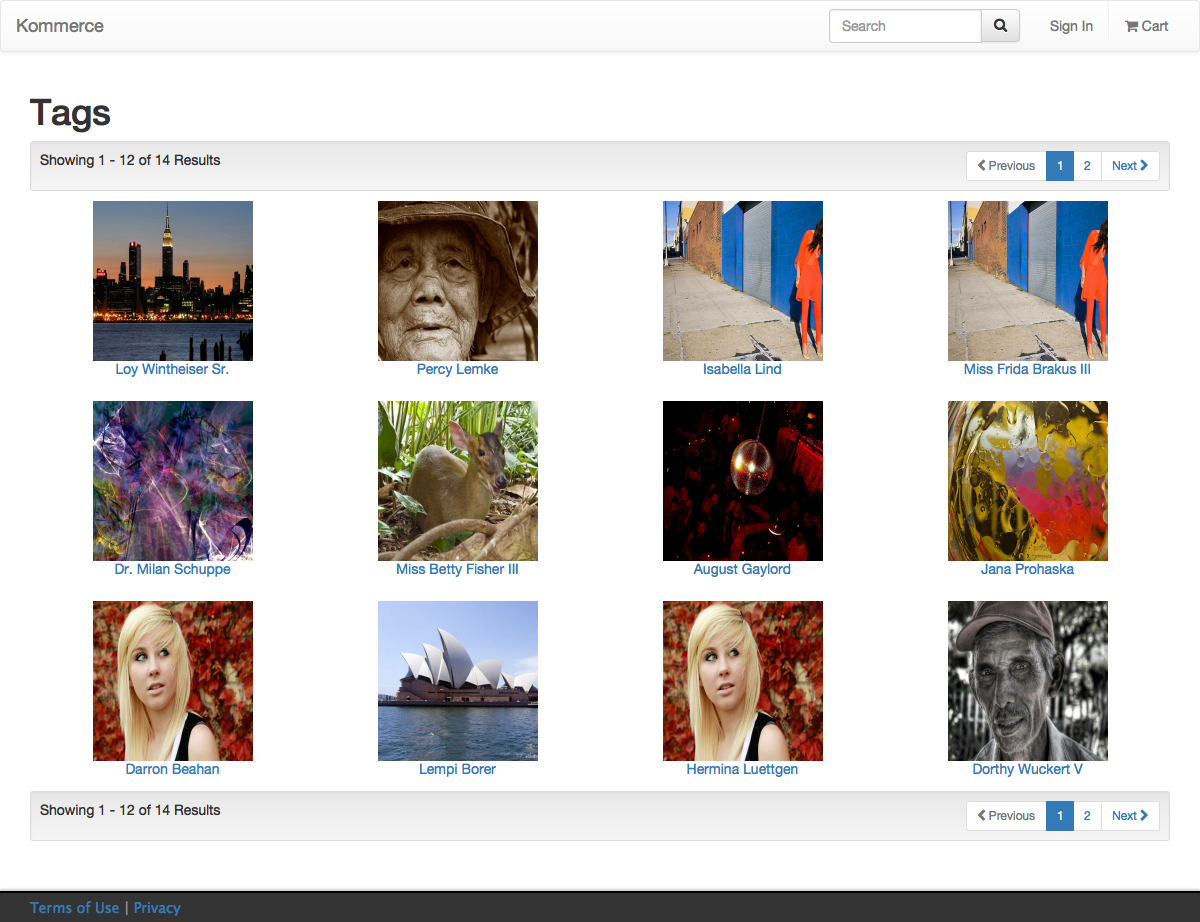 Kommerce
Search
Sign In
Cart
Tags
Showing 1 - 12 of 14 Results
Previous 1 2 Next
Loy Wintheiser Sr. Percy Lemke Isabella Lind Miss Frida Brakus III
Dr. Milan Schuppe Miss Betty Fisher III August Gaylord Jana Prohaska
Darron Beahan Lempi Borer Hermina Luettgen Dorthy Wuckert V
Showing 1 - 12 of 14 Results
Previous 1 2 Next
Terms of Use | Privacy